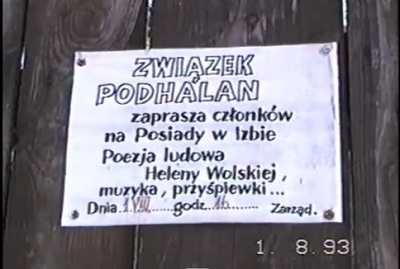 ZWIĄZEK
PODHALAN
zaprasza członków
na Posiady w Izbie
Poezja ludowa
Heleny Wolskiej,
muzyka, przyśpiewki...
Dnia 1 VIII godz. 16 Zarząd.
1. 8.93